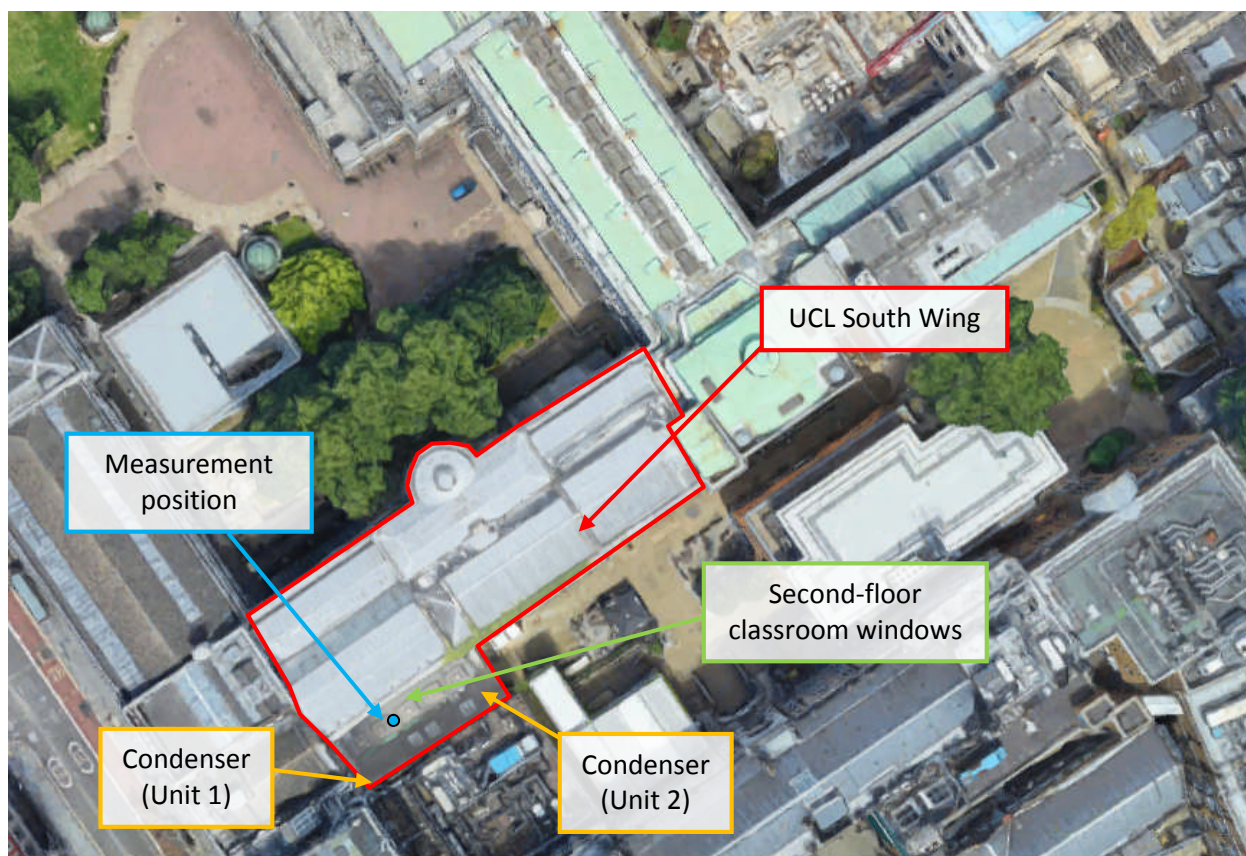 UCL South Wing
Measurement
position
Second-floor
classroom windows
Condenser
(Unit 1)
Condenser
(Unit 2)